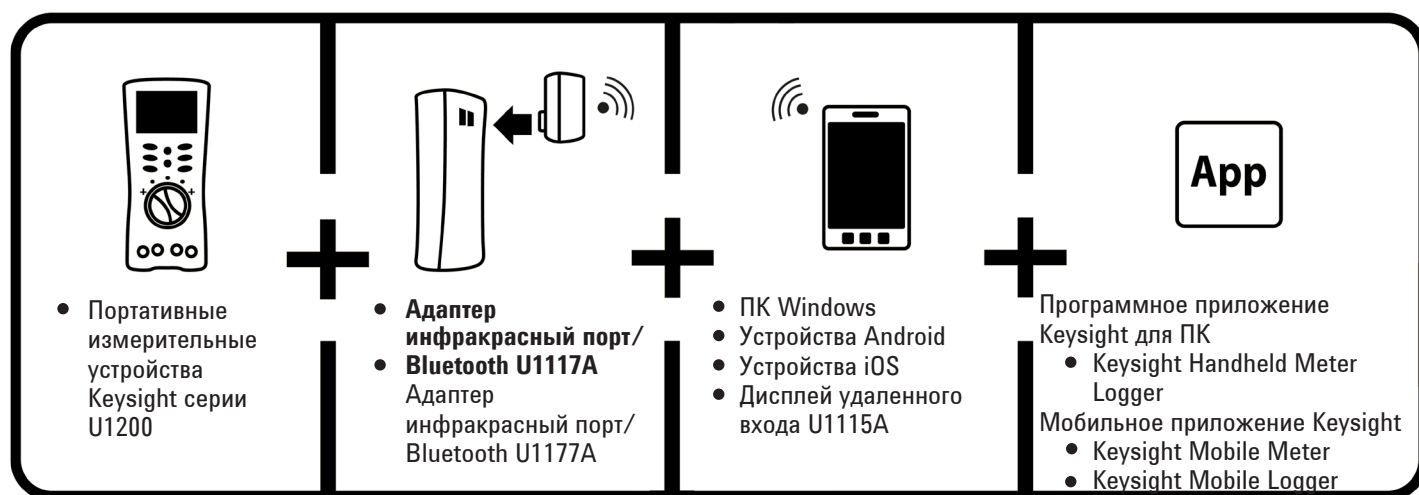 • Портативные
измерительные
устройства
Keysight серии
U1200
• Адаптер
инфракрасный порт/
• Bluetooth U1117A
Адаптер
инфракрасный порт/
Bluetooth U1177A
• ПК Windows
• Устройства Android
• Устройства iOS
• Дисплей удаленного
входа U1115A
App
Программное приложение
Keysight для ПК
• Keysight Handheld Meter
Logger
Мобильное приложение Keysight
• Keysight Mobile Meter
• Keysight Mobile Logger